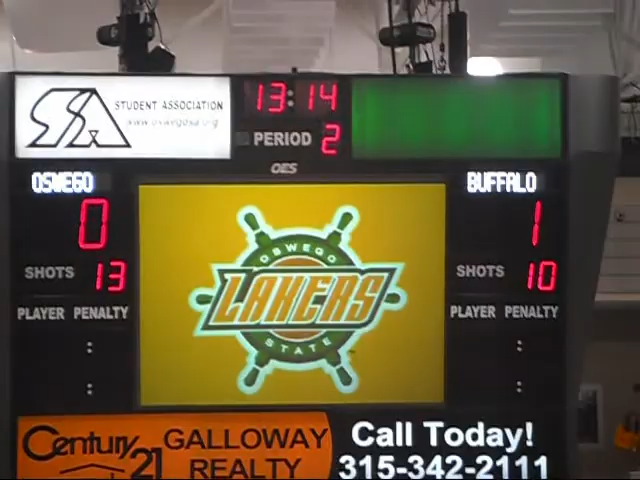 SA STUDENT ASSOCIATION
www.oswegosa.org
13:14
PERIOD 2
OES
OSWEGO
0
SHOTS 13
PLAYER PENALTY
:
:
OSWEGO
LAKERS
STATE
BUFFALO
1
SHOTS 10
PLAYER PENALTY
:
:
Century 21
GALLOWAY
REALTY
Call Today!
315-342-2111